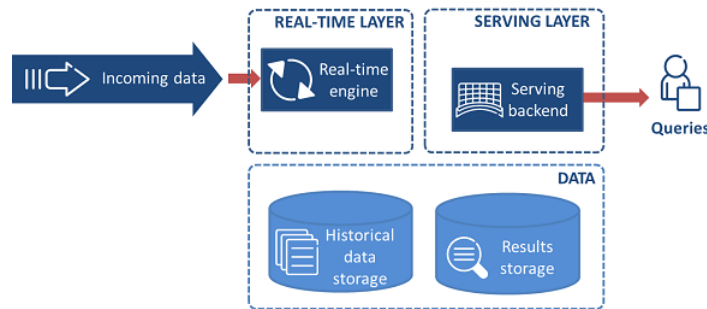 REAL-TIME LAYER
SERVING LAYER
Incoming data
Real-time
engine
Serving
backend
Queries
DATA
Historical
data
storage
Results
storage